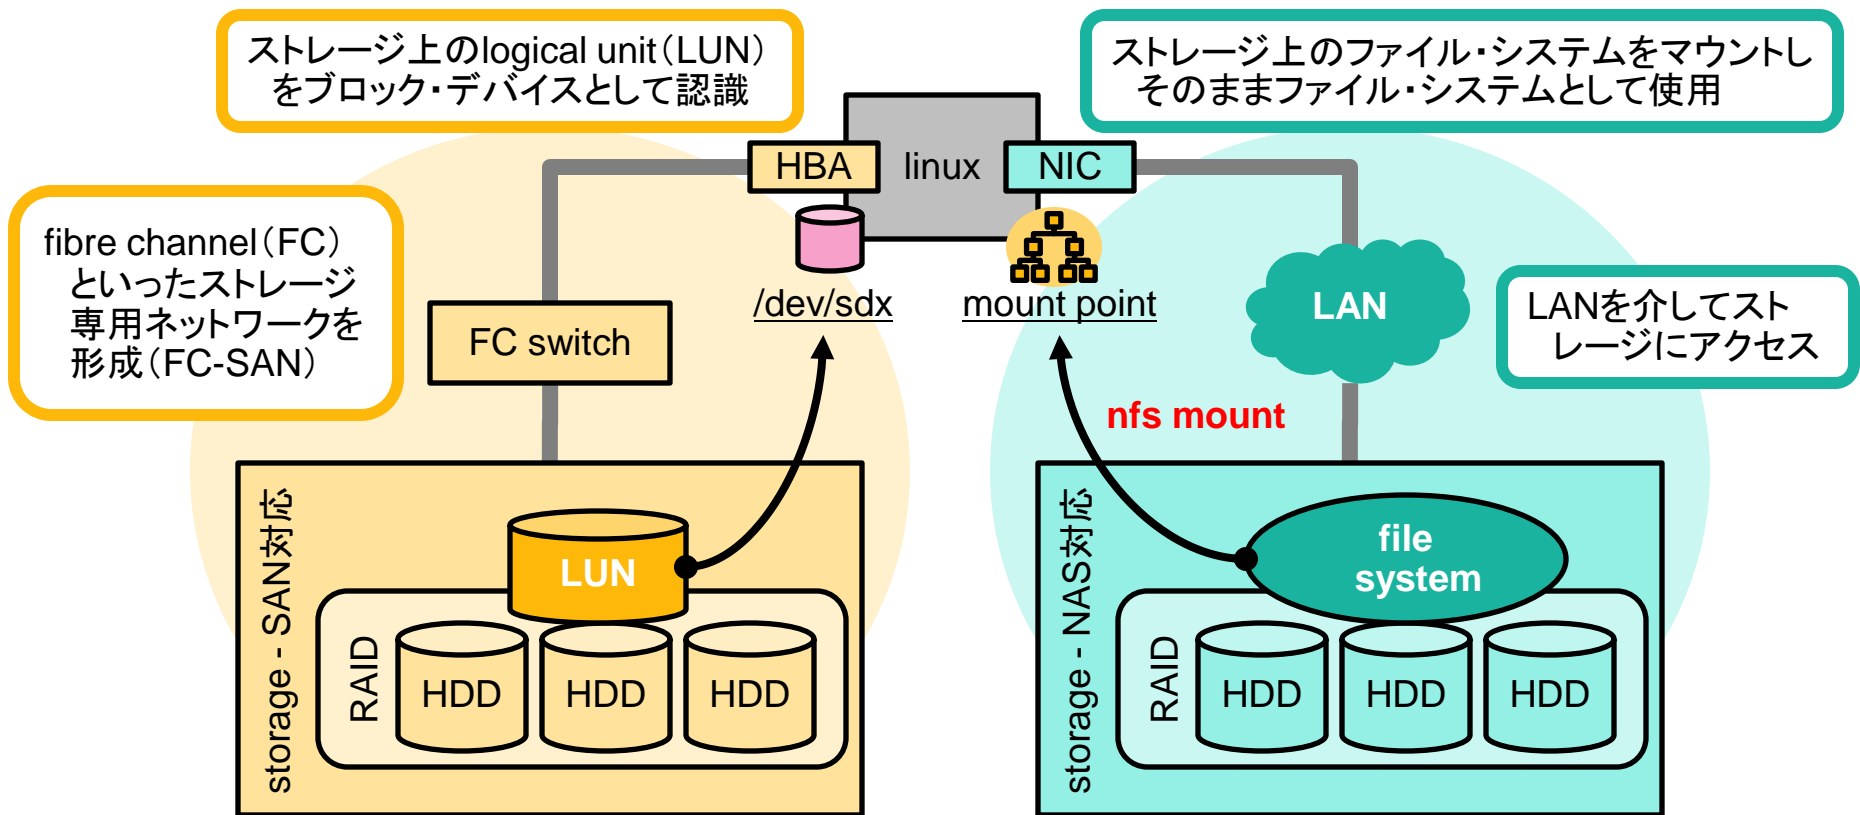 ストレージ上のlogical unit(LUN)
をブロック・デバイスとして認識
ストレージ上のファイル・システムをマウントし
そのままファイル・システムとして使用
HBA
linux
NIC
fibre channel(FC)
といったストレージ
専用ネットワークを
形成(FC-SAN)
FC switch
/dev/sdx
mount point
LAN
LANを介してスト
レージにアクセス
nfs mount
storage - SAN対応
LUN
RAID
HDD
HDD
HDD
storage - NAS対応
file
system
RAID
HDD
HDD
HDD